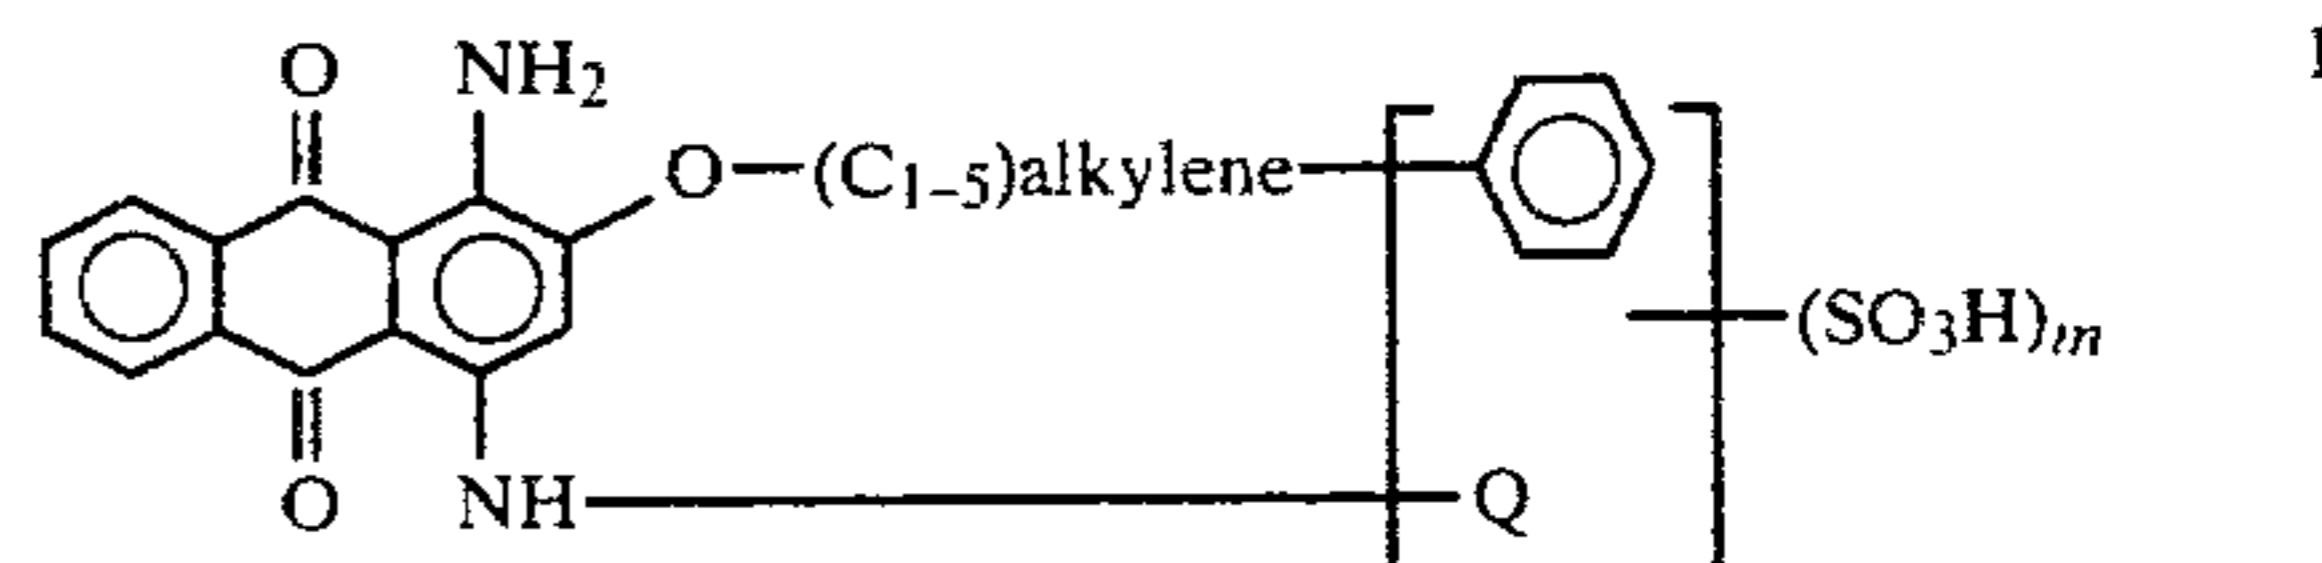 O NH₂ I
O—(C₁₋₅)alkylene
(SO₃H)ₘ
O NH Q